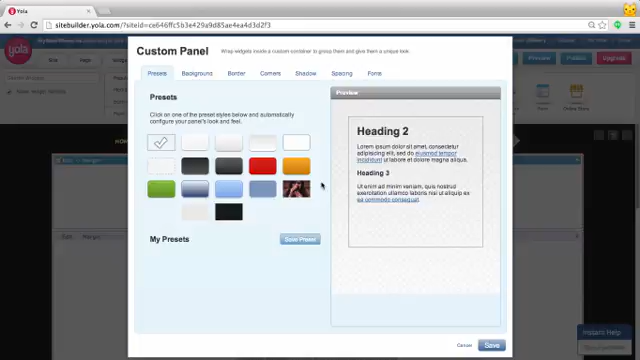 Yola
sitebuilder.yola.com/?siteId=ce646ffc5b3e429a9d85ae4ea4d3d2f3
yola
Upgrade
Custom Panel
Wrap widgets inside a custom container to group them and give them a unique look.
Presets
Background
Border
Corners
Shadow
Spacing
Fonts
Presets
Click on one of the preset styles below and automatically
configure your panel's look and feel.
My Presets
Save Preset
Preview
Heading 2
Lorem ipsum dolor sit amet, consectetur
adipiscing elit, sed do eiusmod tempor
incididunt ut labore et dolore magna aliqua.
Heading 3
Ut enim ad minim veniam, quis nostrud
exercitation ullamco laboris nisi ut aliquip ex
ea commodo consequat.
Cancel
Save
Instant Help